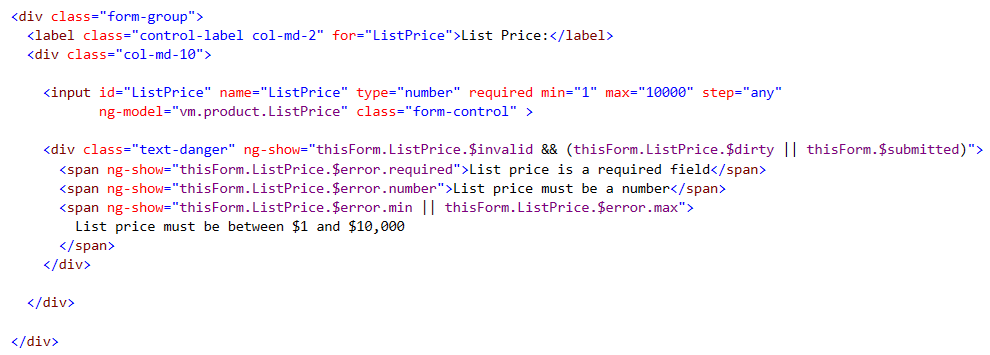 <div class="form-group">
<label class="control-label col-md-2" for="ListPrice">List Price:</label>
<div class="col-md-10">
<input id="ListPrice" name="ListPrice" type="number" required min="1" max="10000" step="any"
ng-model="vm.product.ListPrice" class="form-control" >
<div class="text-danger" ng-show="thisForm.ListPrice.$invalid && (thisForm.ListPrice.$dirty || thisForm.$submitted)">
<span ng-show="thisForm.ListPrice.$error.required">List price is a required field</span>
<span ng-show="thisForm.ListPrice.$error.number">List price must be a number</span>
<span ng-show="thisForm.ListPrice.$error.min || thisForm.ListPrice.$error.max">
List price must be between $1 and $10,000
</span>
</div>
</div>
</div>